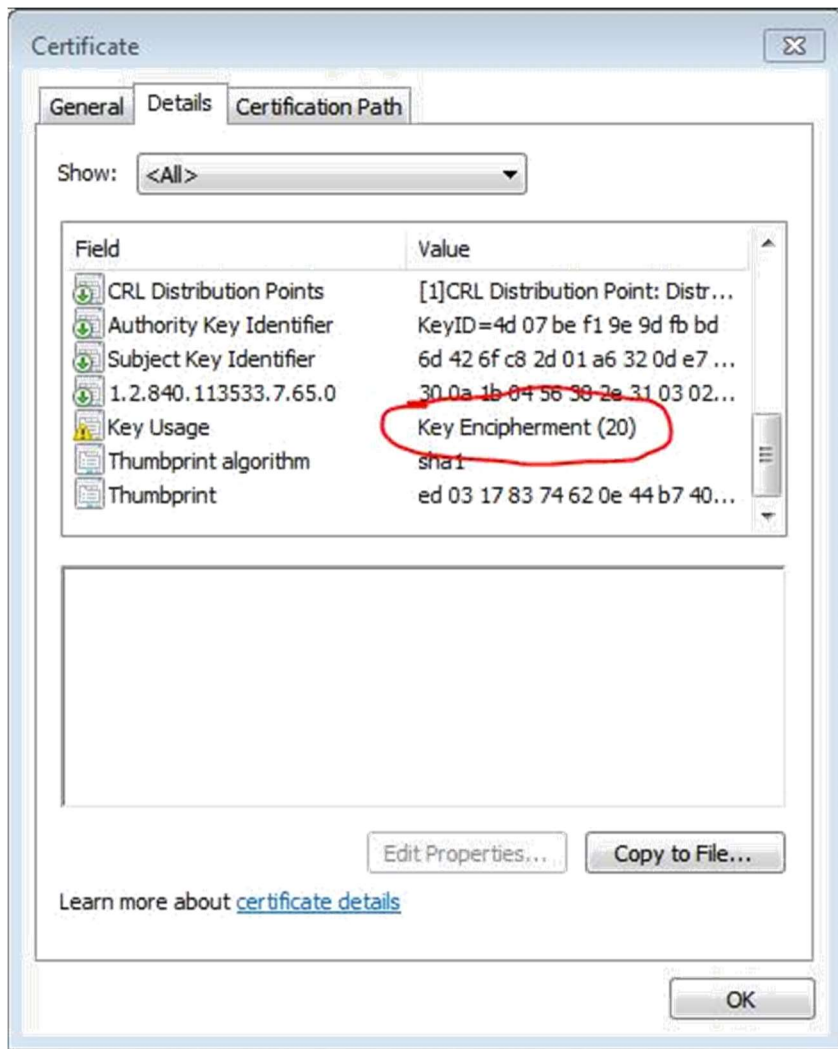 Certificate
General Details Certification Path
Show: <All>
Field Value
CRL Distribution Points [1]CRL Distribution Point: Distr...
Authority Key Identifier KeyID=4d 07 be f1 9e 9d fb bd
Subject Key Identifier 6d 42 6f c8 2d 01 a6 32 0d e7 ...
1.2.840.113533.7.65.0 30 0a 1b 04 56 38 2e 31 03 02...
Key Usage Key Encipherment (20)
Thumbprint algorithm sha1
Thumbprint ed 03 17 83 74 62 0e 44 b7 40...
Edit Properties... Copy to File...
Learn more about certificate details
OK